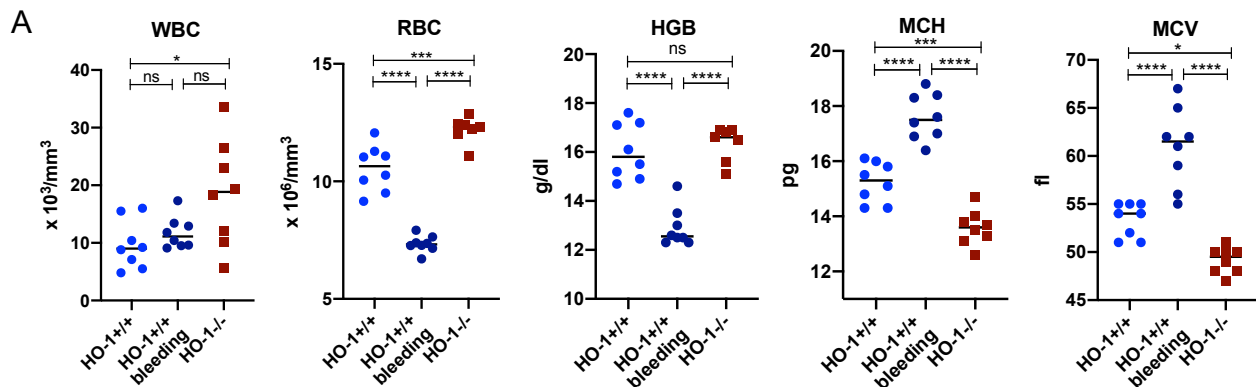 A
WBC
*
ns
ns
40
30
20
10
0
x 10³/mm³
HO-1+/+
HO-1+/+
bleeding
HO-1-/-
RBC
***
****
****
15
10
5
x 10⁶/mm³
HO-1+/+
HO-1+/+
bleeding
HO-1-/-
HGB
ns
****
****
20
18
16
14
12
10
g/dl
HO-1+/+
HO-1+/+
bleeding
HO-1-/-
MCH
***
****
****
20
18
16
14
12
pg
HO-1+/+
HO-1+/+
bleeding
HO-1-/-
MCV
*
****
****
70
65
60
55
50
45
fl
HO-1+/+
HO-1+/+
bleeding
HO-1-/-